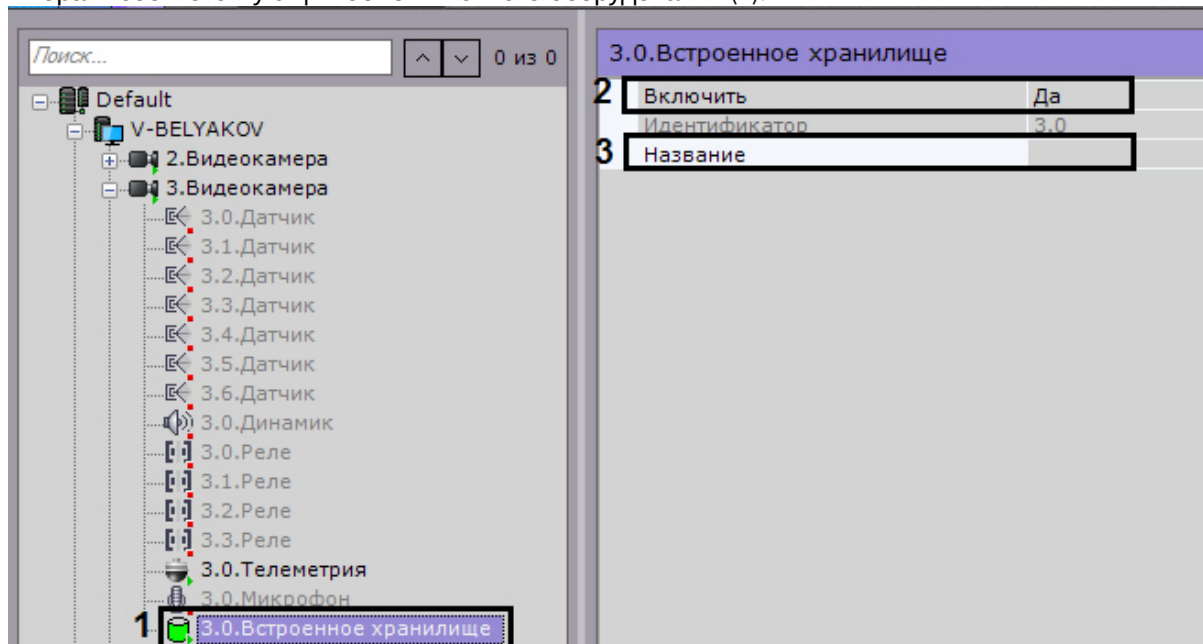 Поиск...
0 из 0
Default
V-BELYAKOV
2.Видеокамера
3.Видеокамера
3.0.Датчик
3.1.Датчик
3.2.Датчик
3.3.Датчик
3.4.Датчик
3.5.Датчик
3.6.Датчик
3.0.Динамик
3.0.Реле
3.1.Реле
3.2.Реле
3.3.Реле
3.0.Телеметрия
3.0.Микрофон
1 3.0.Встроенное хранилище
3.0.Встроенное хранилище
2 Включить Да
Идентификатор 3.0
3 Название